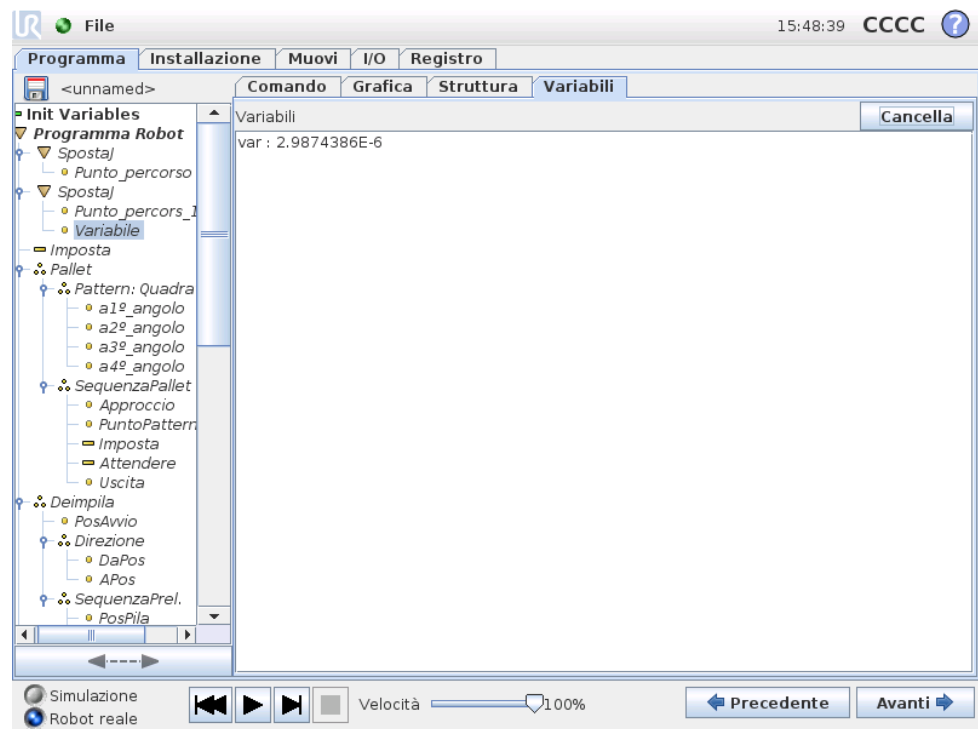 UR File 15:48:39 CCCC ?
Programma Installazione Muovi I/O Registro
<unnamed>
Comando Grafica Struttura Variabili
Init Variables
Programma Robot
SpostaJ
Punto_percorso
SpostaJ
Punto_percors_1
Variabile
Imposta
Pallet
Pattern: Quadra
a1º_angolo
a2º_angolo
a3º_angolo
a4º_angolo
SequenzaPallet
Approccio
PuntoPattern
Imposta
Attendere
Uscita
Deimpila
PosAvvio
Direzione
DaPos
APos
SequenzaPrel.
PosPila
Variabili Cancella
var : 2.9874386E-6
Simulazione
Robot reale
Velocità 100%
Precedente Avanti